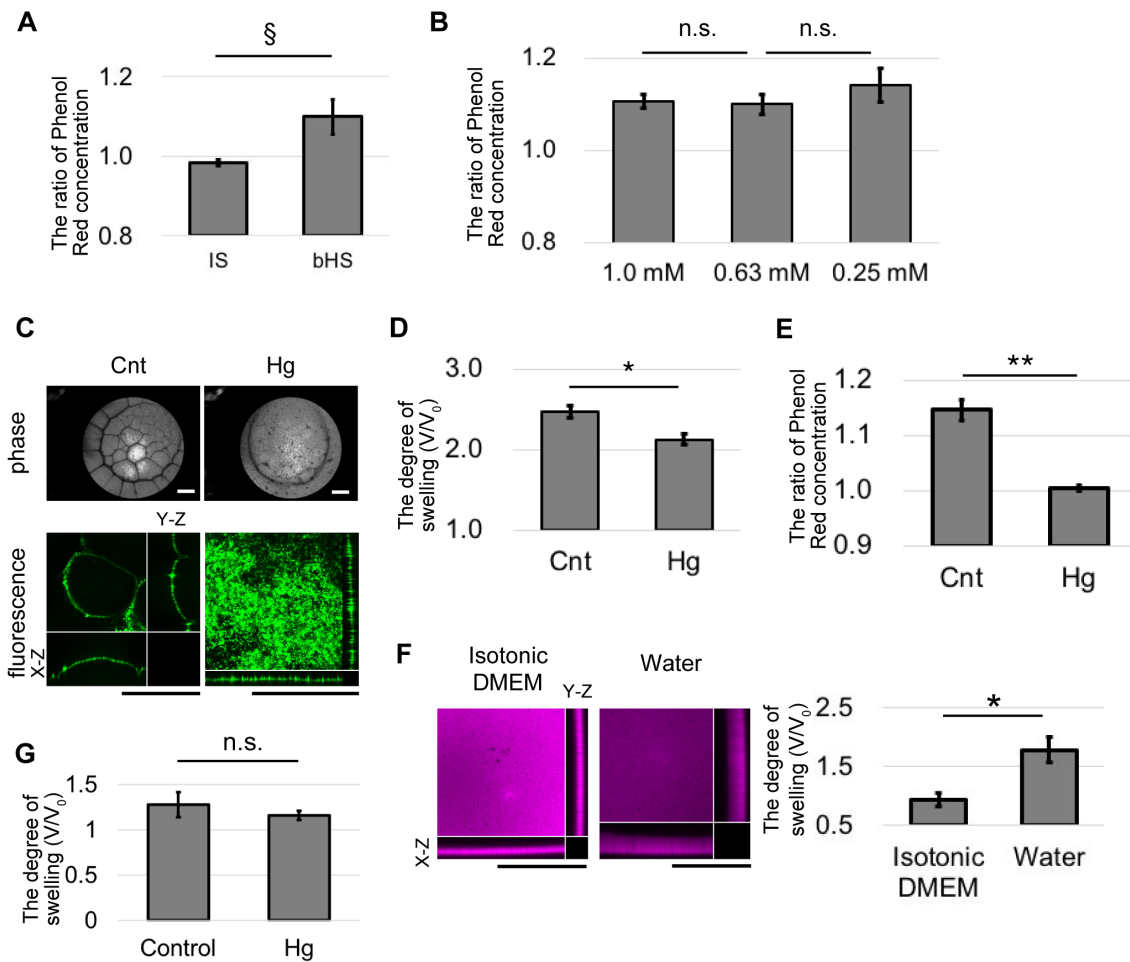 A
§
The ratio of Phenol
Red concentration
1.2
1.0
0.8
IS
bHS
B
n.s.
n.s.
The ratio of Phenol
Red concentration
1.2
1.0
0.8
1.0 mM
0.63 mM
0.25 mM
C
Cnt
Hg
phase
Y-Z
fluorescence
X-Z
D
*
The degree of
swelling (V/V0)
3.0
2.0
1.0
Cnt
Hg
E
**
The ratio of Phenol
Red concentration
1.2
1.1
1.0
0.9
Cnt
Hg
F
Isotonic
DMEM
Water
Y-Z
X-Z
*
The degree of
swelling (V/V0)
2.5
1.5
0.5
Isotonic
DMEM
Water
G
n.s.
The degree of
swelling (V/V0)
1.5
1
0.5
0
Control
Hg